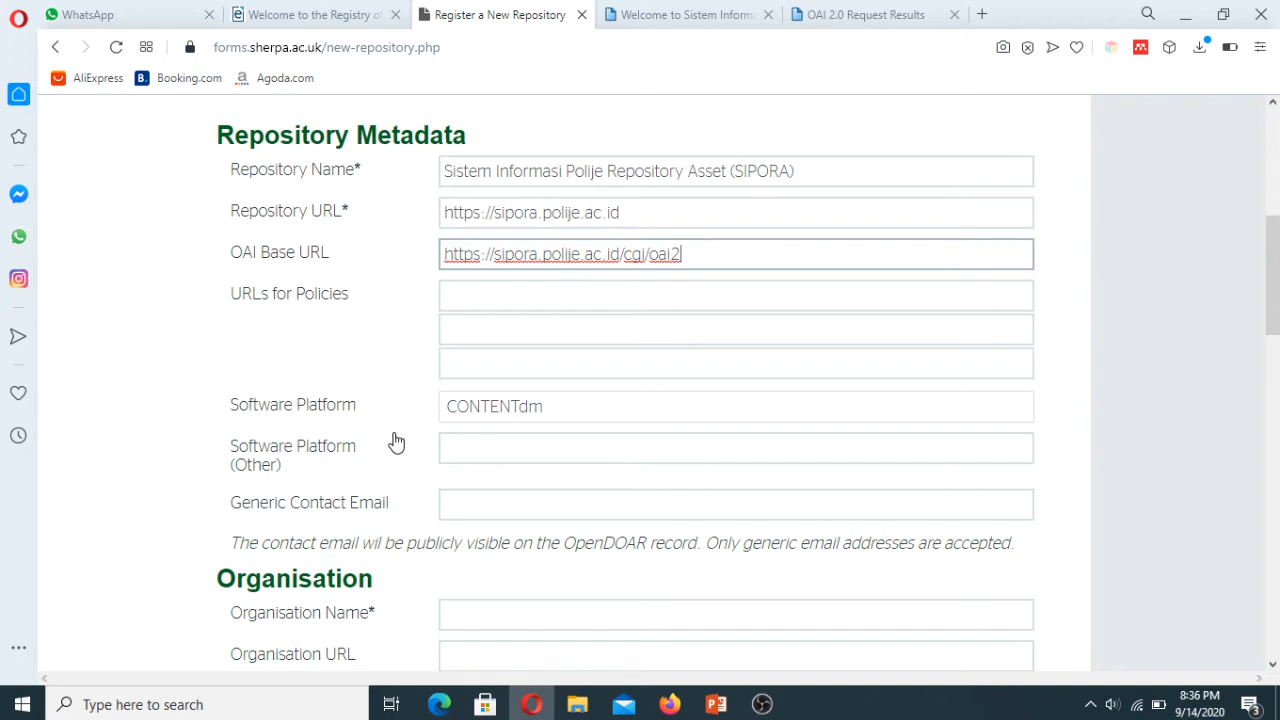 WhatsApp
Welcome to the Registry of
Register a New Repository
Welcome to Sistem Inform
OAI 2.0 Request Results
forms.sherpa.ac.uk/new-repository.php
AliExpress
B. Booking.com
a Agoda.com
Repository Metadata
Repository Name* Sistem Informasi Polije Repository Asset (SIPORA)
Repository URL* https://sipora.polije.ac.id
OAI Base URL https://sipora.polije.ac.id/cgi/oai2
URLs for Policies
Software Platform CONTENTdm
Software Platform
(Other)
Generic Contact Email
The contact email wil be publicly visible on the OpenDOAR record. Only generic email addresses are accepted.
Organisation
Organisation Name*
Organisation URL
Type here to search
8:36 PM
9/14/2020
3